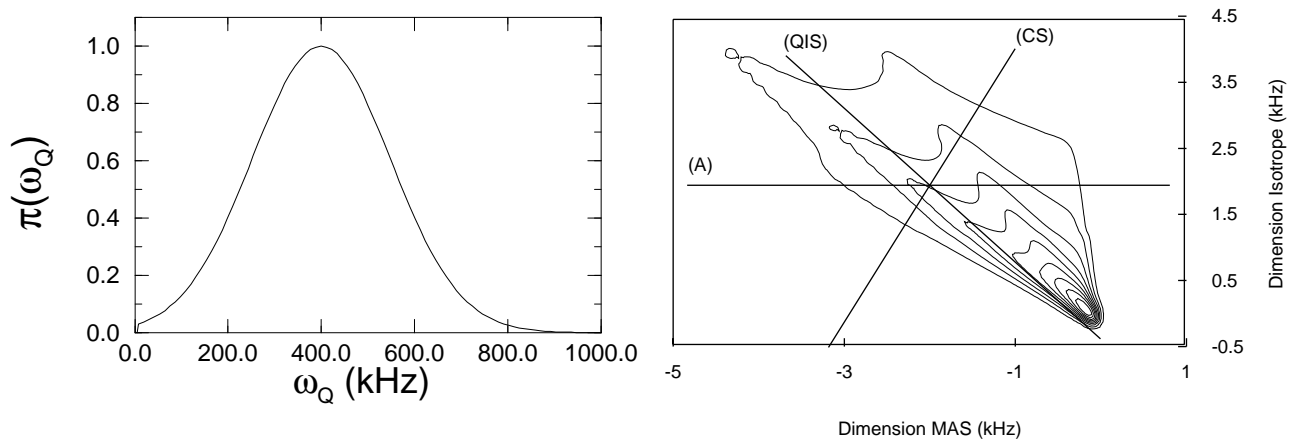 1.0
0.8
0.6
0.4
0.2
0.0
π(ω_Q)
0.0 200.0 400.0 600.0 800.0 1000.0
ω_Q (kHz)
(QIS)
(CS)
(A)
4.5
3.5
2.5
1.5
0.5
-0.5
Dimension Isotrope (kHz)
-5 -3 -1 1
Dimension MAS (kHz)